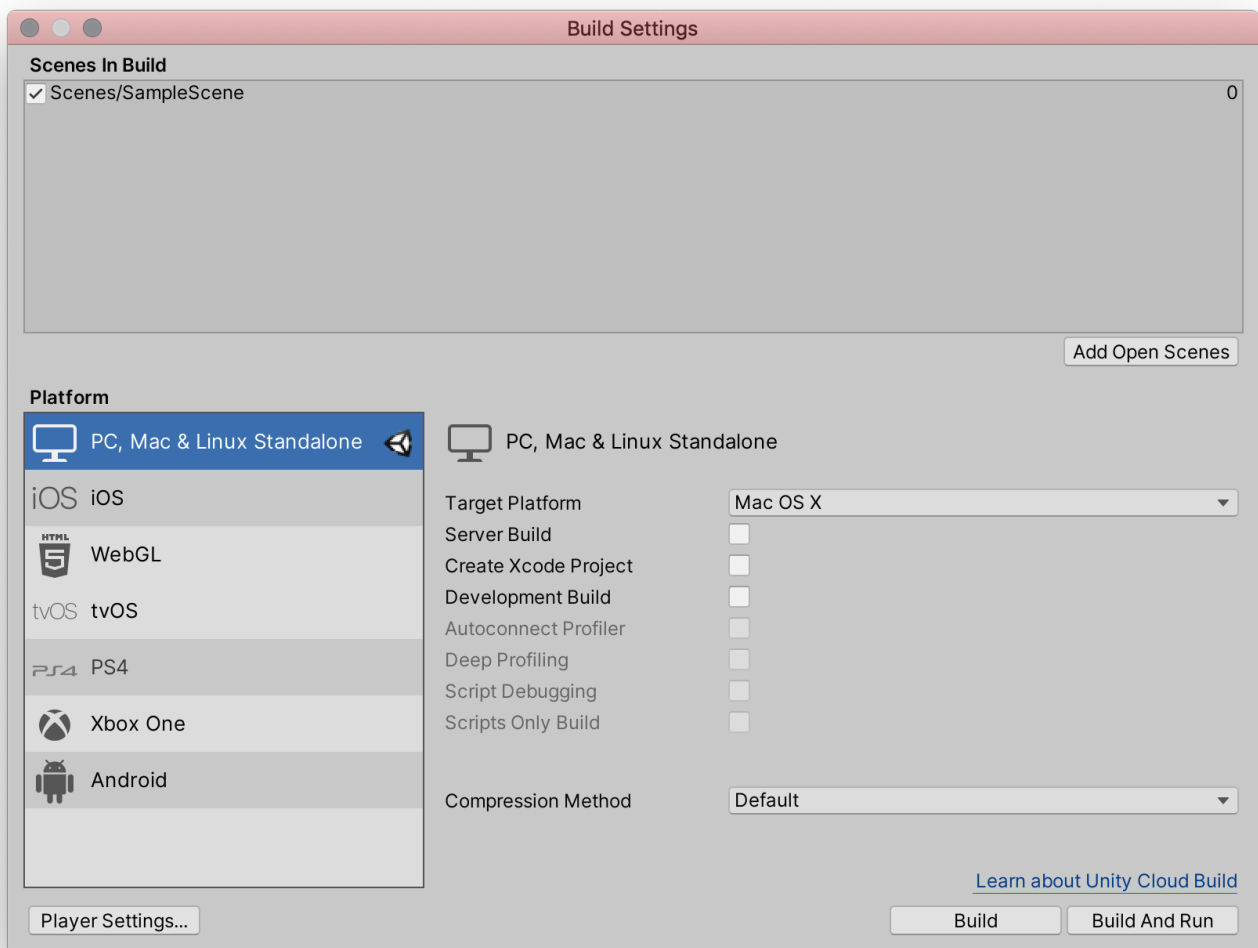 Build Settings
Scenes In Build
Scenes/SampleScene 0
Add Open Scenes
Platform
PC, Mac & Linux Standalone
iOS iOS
HTML
5 WebGL
tvOS tvOS
PS4 PS4
Xbox One
Android
PC, Mac & Linux Standalone
Target Platform Mac OS X
Server Build
Create Xcode Project
Development Build
Autoconnect Profiler
Deep Profiling
Script Debugging
Scripts Only Build
Compression Method Default
Learn about Unity Cloud Build
Player Settings... Build Build And Run